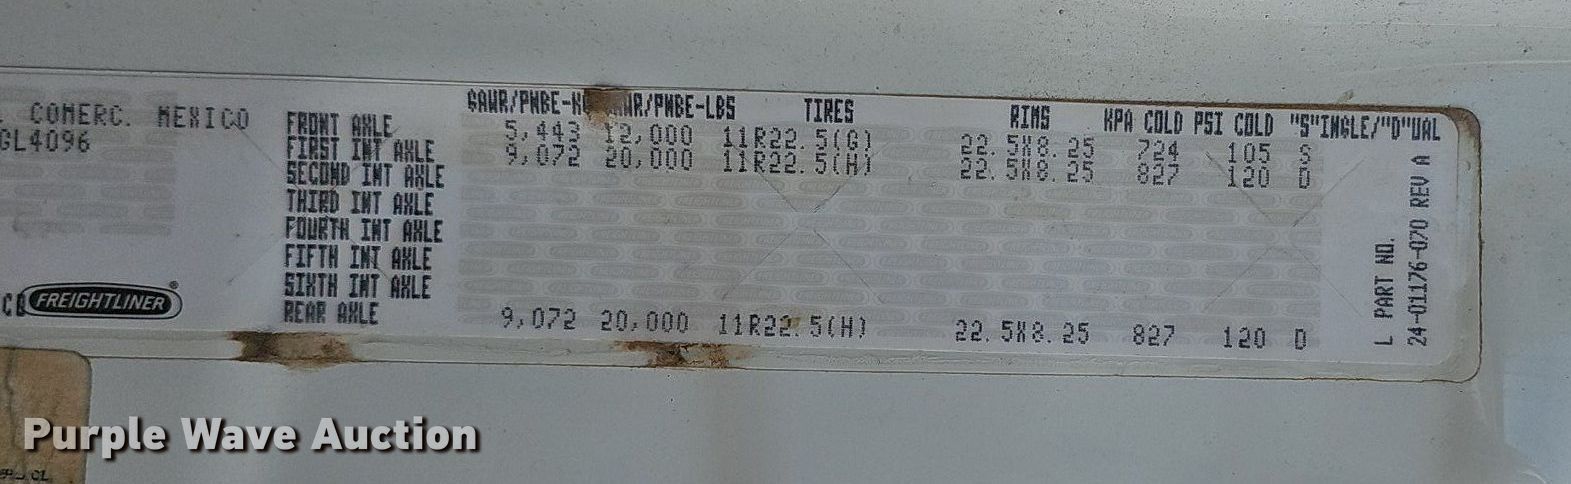 COMERC. MEXICO
GL4096
GAWR/PNBE-KG GAWR/PNBE-LBS TIRES RIMS KPA COLD PSI COLD "S"INGLE/"D"UAL
FRONT AXLE 5,443 12,000 11R22.5(G) 22.5X8.25 724 105 S
FIRST INT AXLE 9,072 20,000 11R22.5(H) 22.5X8.25 827 120 D
SECOND INT AXLE
THIRD INT AXLE
FOURTH INT AXLE
FIFTH INT AXLE
SIXTH INT AXLE
REAR AXLE 9,072 20,000 11R22.5(H) 22.5X8.25 827 120 D
FREIGHTLINER®
L PART NO.
24-01176-070 REV A
Purple Wave Auction